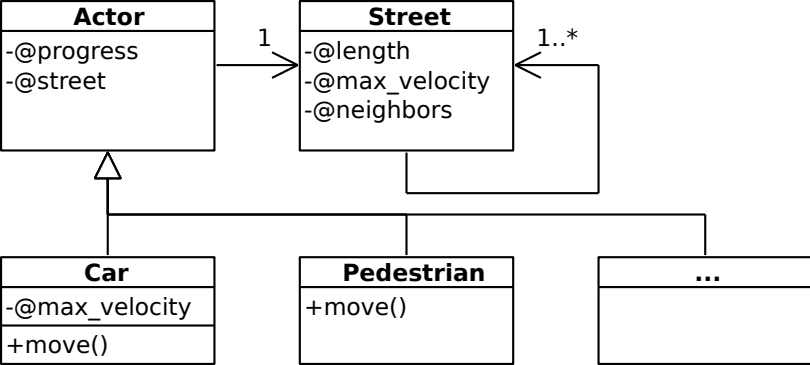 Actor
-@progress
-@street
1
Street
-@length
-@max_velocity
-@neighbors
1..*
Car
-@max_velocity
+move()
Pedestrian
+move()
...